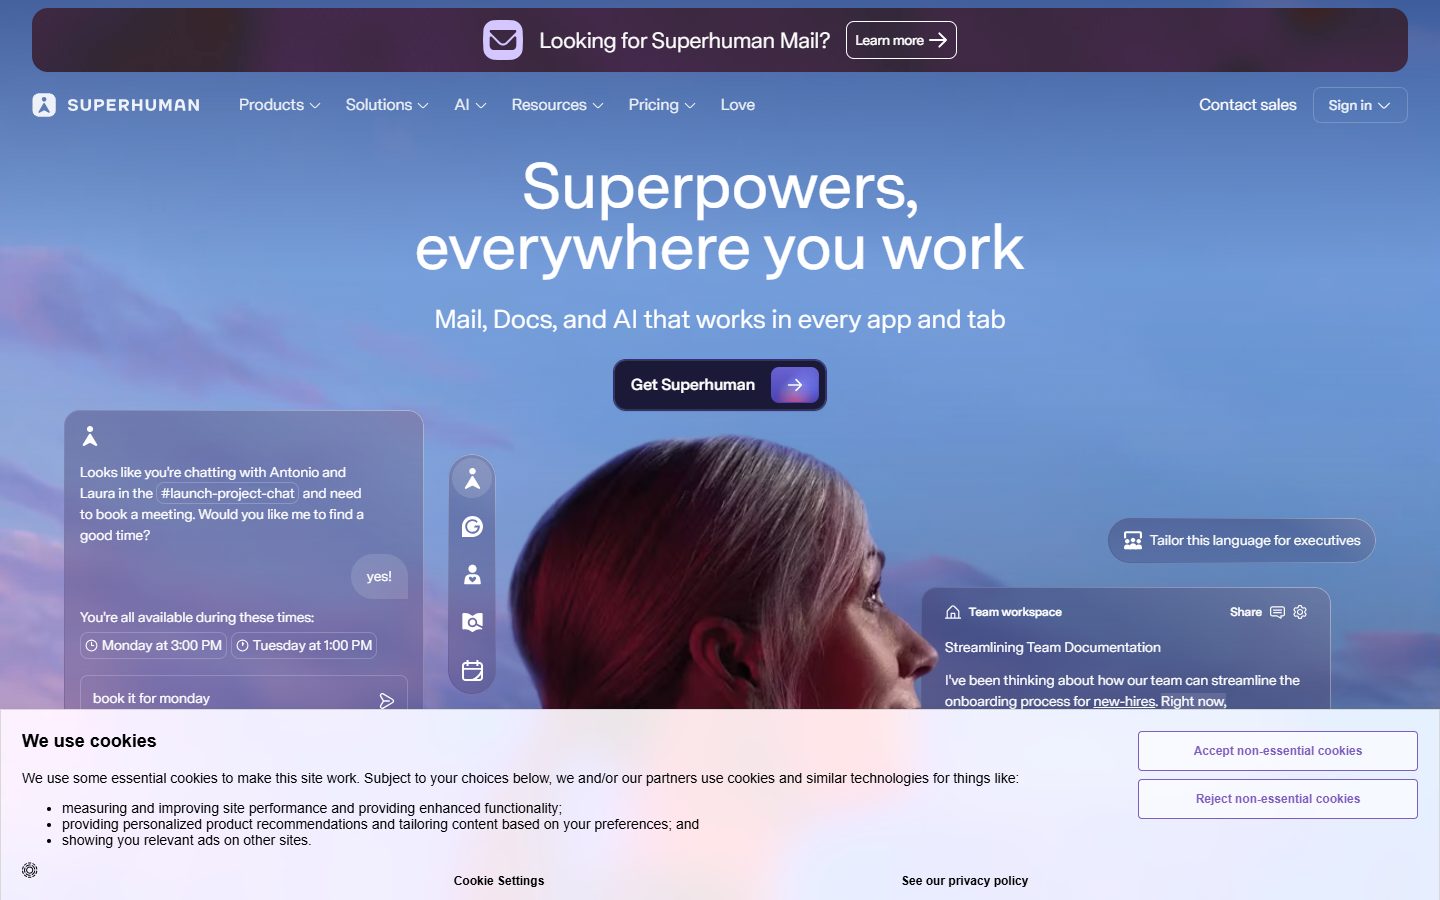 Looking for Superhuman Mail?
Learn more
SUPERHUMAN
Products
Solutions
AI
Resources
Pricing
Love
Contact sales
Sign in
Superpowers,
everywhere you work
Mail, Docs, and AI that works in every app and tab
Get Superhuman
Looks like you're chatting with Antonio and
Laura in the #launch-project-chat and need
to book a meeting. Would you like me to find a
good time?
yes!
You're all available during these times:
Monday at 3:00 PM
Tuesday at 1:00 PM
book it for monday
Tailor this language for executives
Team workspace
Share
Streamlining Team Documentation
I've been thinking about how our team can streamline the
onboarding process for new-hires. Right now,
We use cookies
We use some essential cookies to make this site work. Subject to your choices below, we and/or our partners use cookies and similar technologies for things like:
measuring and improving site performance and providing enhanced functionality;
providing personalized product recommendations and tailoring content based on your preferences; and
showing you relevant ads on other sites.
Accept non-essential cookies
Reject non-essential cookies
Cookie Settings
See our privacy policy